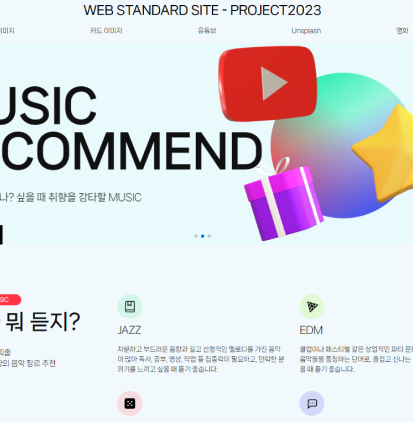 WEB STANDARD SITE - PROJECT2023
이미지
카드 이미지
유튜브
Unsplash
영화
USIC
COMMEND
나? 싶을 때 취향을 강타할 MUSIC
SIC
뭐 듣지?
의 음악 장르 추천
JAZZ
차분하고 부드러운 음향과 길고 선형적인 멜로디를 가진 음악
이 많아 독서, 공부, 명상, 작업 등 집중력이 필요하고, 안락한 분
위기를 느끼고 싶을 때 듣기 좋습니다.
EDM
클럽이나 페스티벌 같은 상업적인 파티 문
음악들을 통칭하는 단어로, 즐겁고 신나는
을 때 듣기 좋습니다.